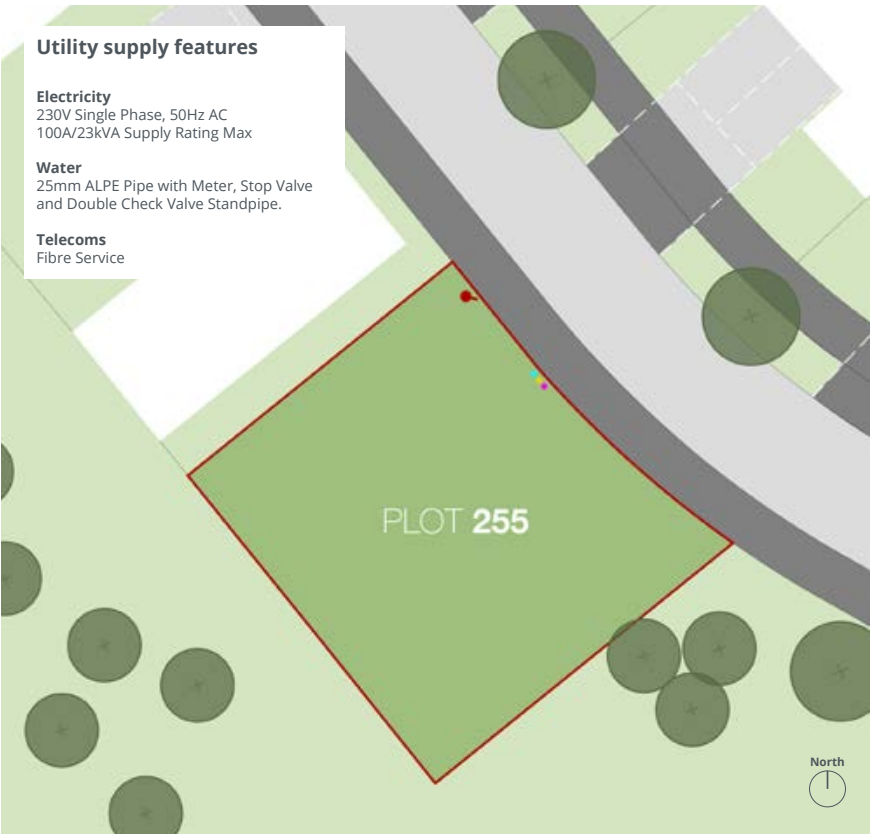 Utility supply features
Electricity
230V Single Phase, 50Hz AC
100A/23kVA Supply Rating Max
Water
25mm ALPE Pipe with Meter, Stop Valve
and Double Check Valve Standpipe.
Telecoms
Fibre Service
PLOT 255
North